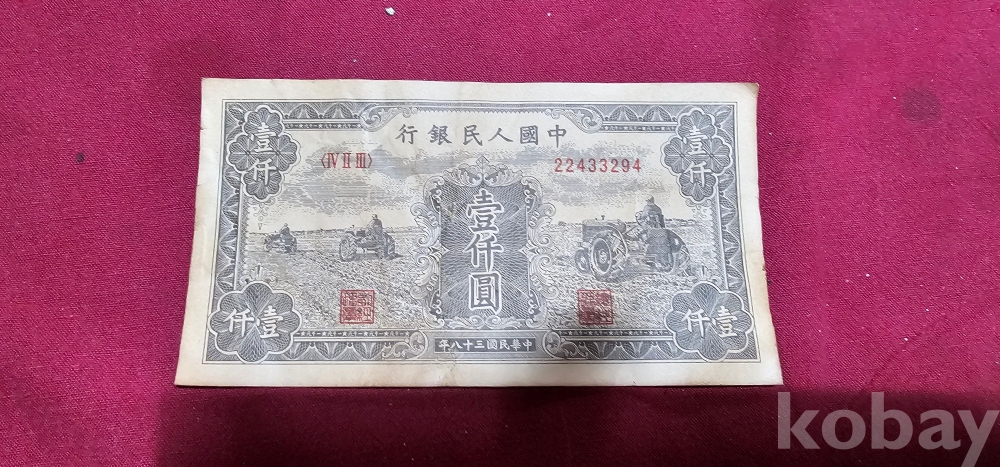 中國人民銀行
壹仟
壹仟
〈IV II III〉
22433294
壹仟圓
壹仟
壹仟
中華民國三十八年
kobay